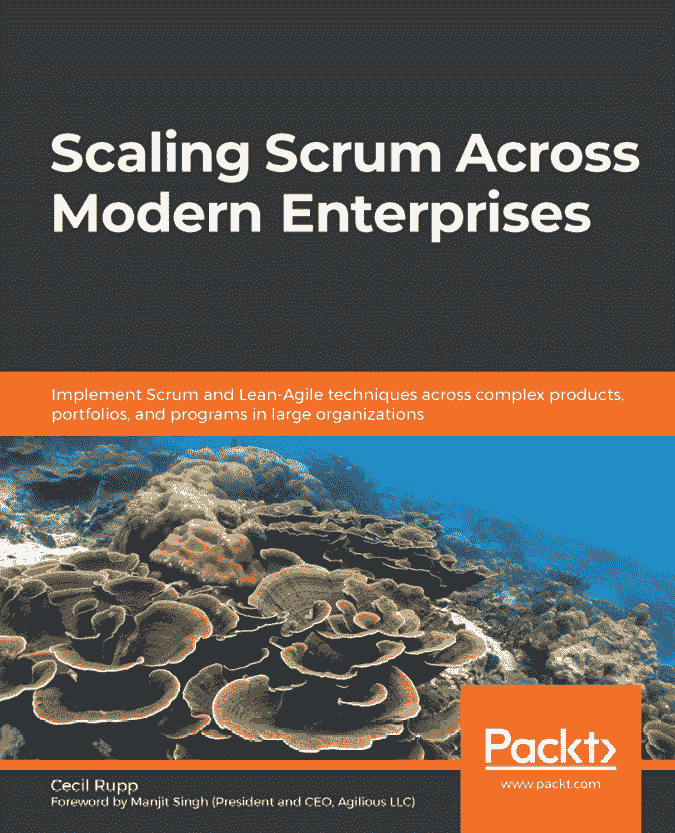 Scaling Scrum Across
Modern Enterprises
Implement Scrum and Lean-Agile techniques across complex products,
portfolios, and programs in large organizations
Packt>
www.packt.com
Cecil Rupp
Foreword by Manjit Singh (President and CEO, Agilious LLC)